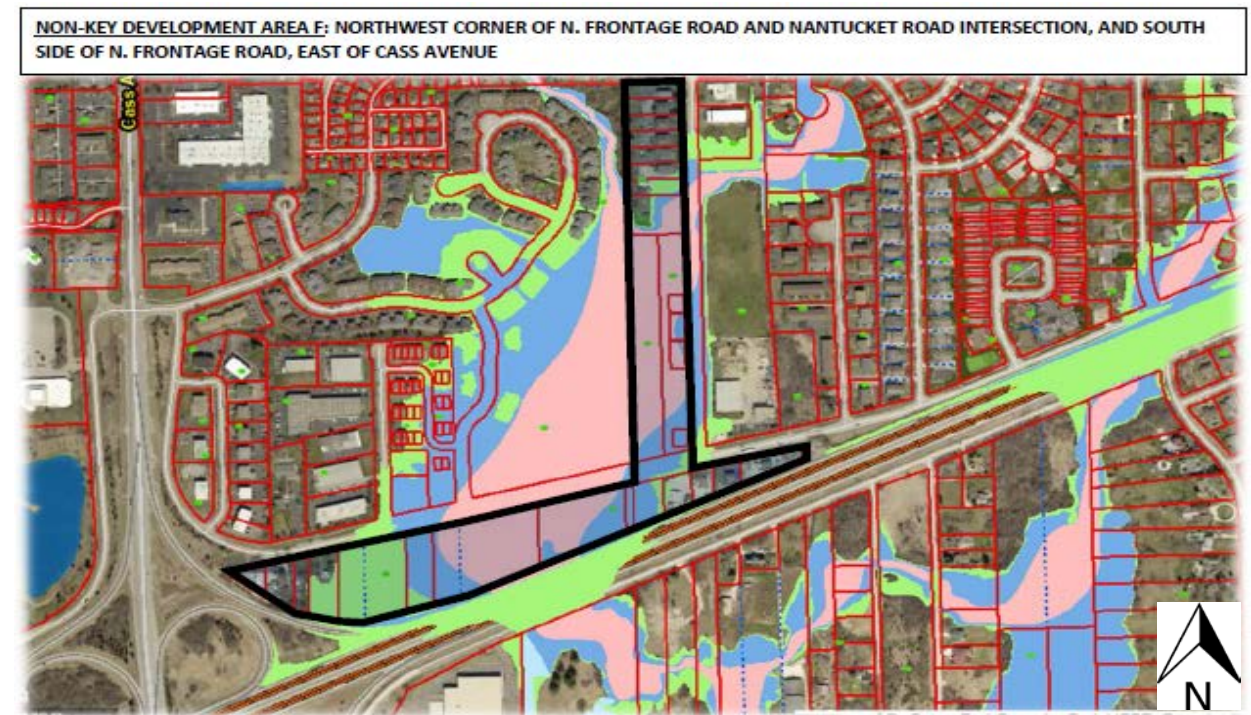 NON-KEY DEVELOPMENT AREA F: NORTHWEST CORNER OF N. FRONTAGE ROAD AND NANTUCKET ROAD INTERSECTION, AND SOUTH
SIDE OF N. FRONTAGE ROAD, EAST OF CASS AVENUE
Cass A
N